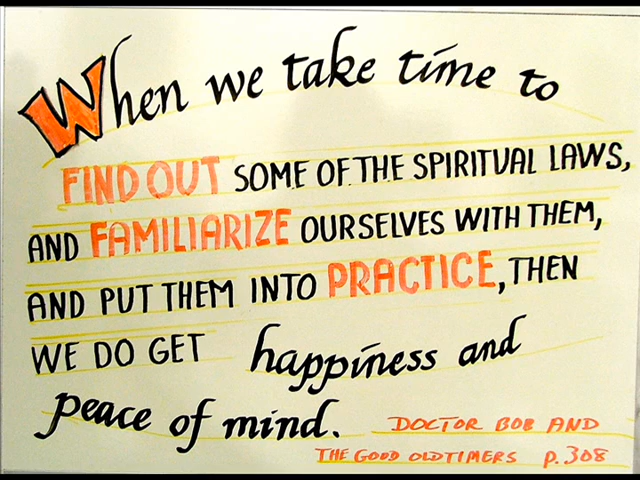 When we take time to
FIND OUT SOME OF THE SPIRITUAL LAWS,
AND FAMILIARIZE OURSELVES WITH THEM,
AND PUT THEM INTO PRACTICE, THEN
WE DO GET happiness and
peace of mind.
DOCTOR BOB AND
THE GOOD OLDTIMERS P. 308